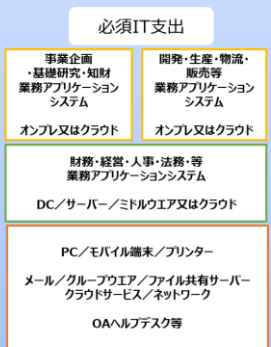 必須IT支出
事業企画
・基礎研究・知財
業務アプリケーション
システム
オンプレ又はクラウド
開発・生産・物流・
販売等
業務アプリケーション
システム
オンプレ又はクラウド
財務・経営・人事・法務・等
業務アプリケーションシステム
DC／サーバー／ミドルウエア又はクラウド
PC／モバイル端末／プリンター
メール／グループウエア／ファイル共有サーバー
クラウドサービス／ネットワーク
OAヘルプデスク等